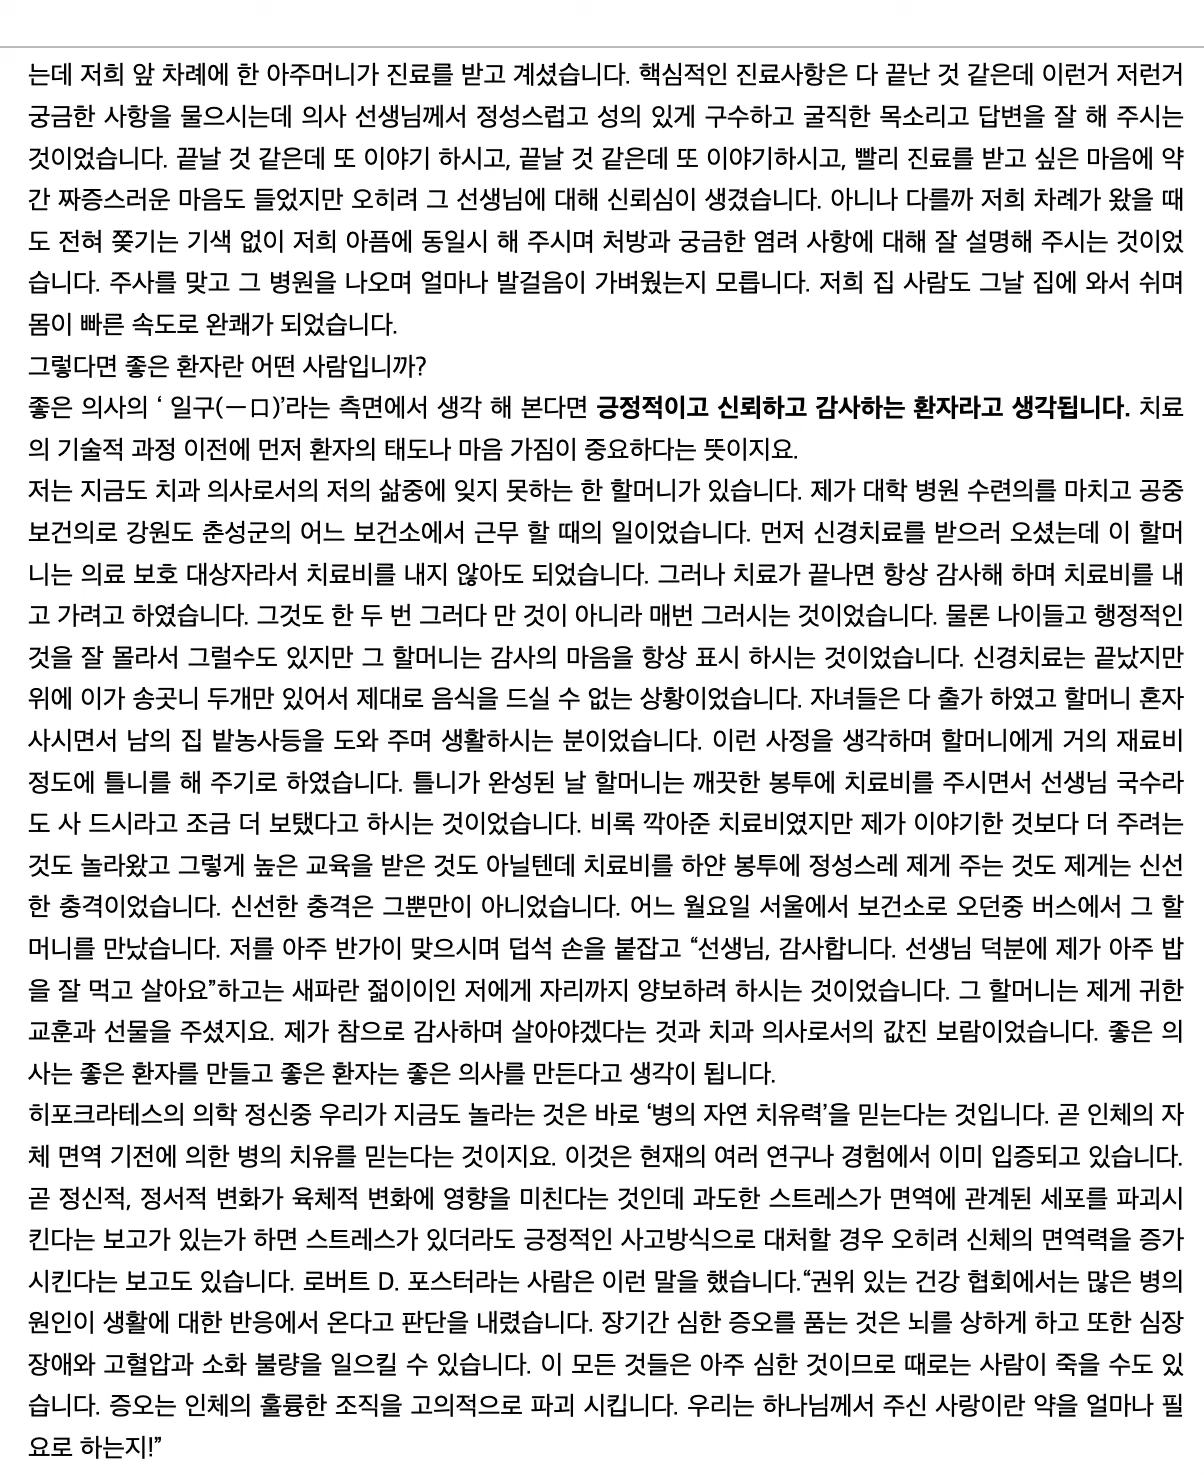 는데 저희 앞 차례에 한 아주머니가 진료를 받고 계셨습니다. 핵심적인 진료사항은 다 끝난 것 같은데 이런거 저런거
궁금한 사항을 물으시는데 의사 선생님께서 정성스럽고 성의 있게 구수하고 굴직한 목소리고 답변을 잘 해 주시는
것이었습니다. 끝날 것 같은데 또 이야기 하시고, 끝날 것 같은데 또 이야기하시고, 빨리 진료를 받고 싶은 마음에 약
간 짜증스러운 마음도 들었지만 오히려 그 선생님에 대해 신뢰심이 생겼습니다. 아니나 다를까 저희 차례가 왔을 때
도 전혀 쫒기는 기색 없이 저희 아픔에 동일시 해 주시며 처방과 궁금한 염려 사항에 대해 잘 설명해 주시는 것이었
습니다. 주사를 맞고 그 병원을 나오며 얼마나 발걸음이 가벼웠는지 모릅니다. 저희 집 사람도 그날 집에 와서 쉬며
몸이 빠른 속도로 완쾌가 되었습니다.
그렇다면 좋은 환자란 어떤 사람입니까?
좋은 의사의 ‘ 일구(一口)’라는 측면에서 생각 해 본다면 긍정적이고 신뢰하고 감사하는 환자라고 생각됩니다. 치료
의 기술적 과정 이전에 먼저 환자의 태도나 마음 가짐이 중요하다는 뜻이지요.
저는 지금도 치과 의사로서의 저의 삶중에 잊지 못하는 한 할머니가 있습니다. 제가 대학 병원 수련의를 마치고 공중
보건의로 강원도 춘성군의 어느 보건소에서 근무 할 때의 일이었습니다. 먼저 신경치료를 받으러 오셨는데 이 할머
니는 의료 보호 대상자라서 치료비를 내지 않아도 되었습니다. 그러나 치료가 끝나면 항상 감사해 하며 치료비를 내
고 가려고 하였습니다. 그것도 한 두 번 그러다 만 것이 아니라 매번 그러시는 것이었습니다. 물론 나이들고 행정적인
것을 잘 몰라서 그럴수도 있지만 그 할머니는 감사의 마음을 항상 표시 하시는 것이었습니다. 신경치료는 끝났지만
위에 이가 송곳니 두개만 있어서 제대로 음식을 드실 수 없는 상황이었습니다. 자녀들은 다 출가 하였고 할머니 혼자
사시면서 남의 집 밭농사등을 도와 주며 생활하시는 분이었습니다. 이런 사정을 생각하며 할머니에게 거의 재료비
정도에 틀니를 해 주기로 하였습니다. 틀니가 완성된 날 할머니는 깨끗한 봉투에 치료비를 주시면서 선생님 국수라
도 사 드시라고 조금 더 보탰다고 하시는 것이었습니다. 비록 깍아준 치료비였지만 제가 이야기한 것보다 더 주려는
것도 놀라왔고 그렇게 높은 교육을 받은 것도 아닐텐데 치료비를 하얀 봉투에 정성스레 제게 주는 것도 제게는 신선
한 충격이었습니다. 신선한 충격은 그뿐만이 아니었습니다. 어느 월요일 서울에서 보건소로 오던중 버스에서 그 할
머니를 만났습니다. 저를 아주 반가이 맞으시며 덥석 손을 붙잡고 “선생님, 감사합니다. 선생님 덕분에 제가 아주 밥
을 잘 먹고 살아요”하고는 새파란 젊이이인 저에게 자리까지 양보하려 하시는 것이었습니다. 그 할머니는 제게 귀한
교훈과 선물을 주셨지요. 제가 참으로 감사하며 살아야겠다는 것과 치과 의사로서의 값진 보람이었습니다. 좋은 의
사는 좋은 환자를 만들고 좋은 환자는 좋은 의사를 만든다고 생각이 됩니다.
히포크라테스의 의학 정신중 우리가 지금도 놀라는 것은 바로 ‘병의 자연 치유력’을 믿는다는 것입니다. 곧 인체의 자
체 면역 기전에 의한 병의 치유를 믿는다는 것이지요. 이것은 현재의 여러 연구나 경험에서 이미 입증되고 있습니다.
곧 정신적, 정서적 변화가 육체적 변화에 영향을 미친다는 것인데 과도한 스트레스가 면역에 관계된 세포를 파괴시
킨다는 보고가 있는가 하면 스트레스가 있더라도 긍정적인 사고방식으로 대처할 경우 오히려 신체의 면역력을 증가
시킨다는 보고도 있습니다. 로버트 D. 포스터라는 사람은 이런 말을 했습니다.“권위 있는 건강 협회에서는 많은 병의
원인이 생활에 대한 반응에서 온다고 판단을 내렸습니다. 장기간 심한 증오를 품는 것은 뇌를 상하게 하고 또한 심장
장애와 고혈압과 소화 불량을 일으킬 수 있습니다. 이 모든 것들은 아주 심한 것이므로 때로는 사람이 죽을 수도 있
습니다. 증오는 인체의 훌륭한 조직을 고의적으로 파괴 시킵니다. 우리는 하나님께서 주신 사랑이란 약을 얼마나 필
요로 하는지!”